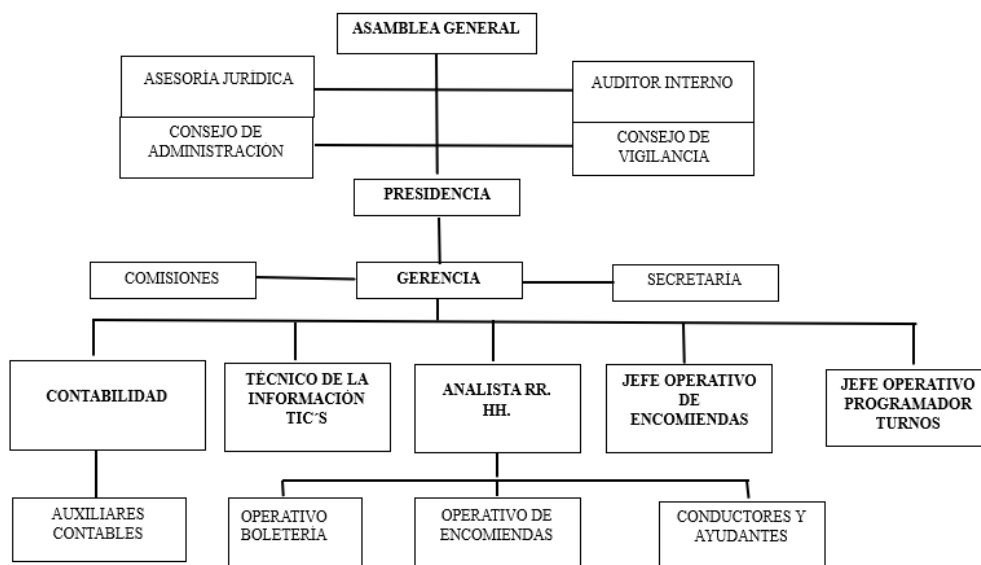 ASAMBLEA GENERAL
ASESORÍA JURÍDICA
AUDITOR INTERNO
CONSEJO DE
ADMINISTRACION
CONSEJO DE
VIGILANCIA
PRESIDENCIA
COMISIONES
GERENCIA
SECRETARÍA
CONTABILIDAD
TÉCNICO DE LA
INFORMACIÓN
TIC´S
ANALISTA RR.
HH.
JEFE OPERATIVO
DE
ENCOMIENDAS
JEFE OPERATIVO
PROGRAMADOR
TURNOS
AUXILIARES
CONTABLES
OPERATIVO
BOLETERÍA
OPERATIVO DE
ENCOMIENDAS
CONDUCTORES Y
AYUDANTES